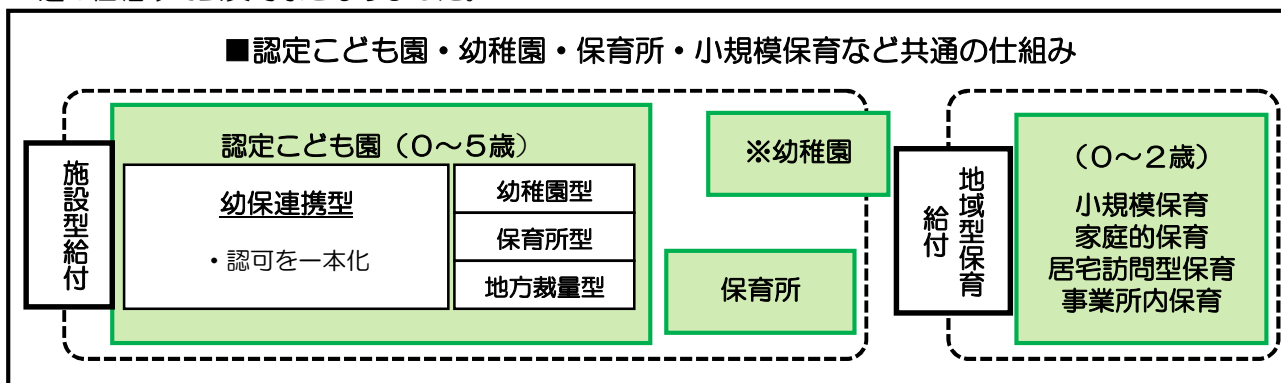 ■認定こども園・幼稚園・保育所・小規模保育など共通の仕組み
施設型給付
認定こども園（０～５歳）
幼保連携型
・認可を一本化
幼稚園型
保育所型
地方裁量型
※幼稚園
保育所
地域型保育
給付
（０～２歳）
小規模保育
家庭的保育
居宅訪問型保育
事業所内保育